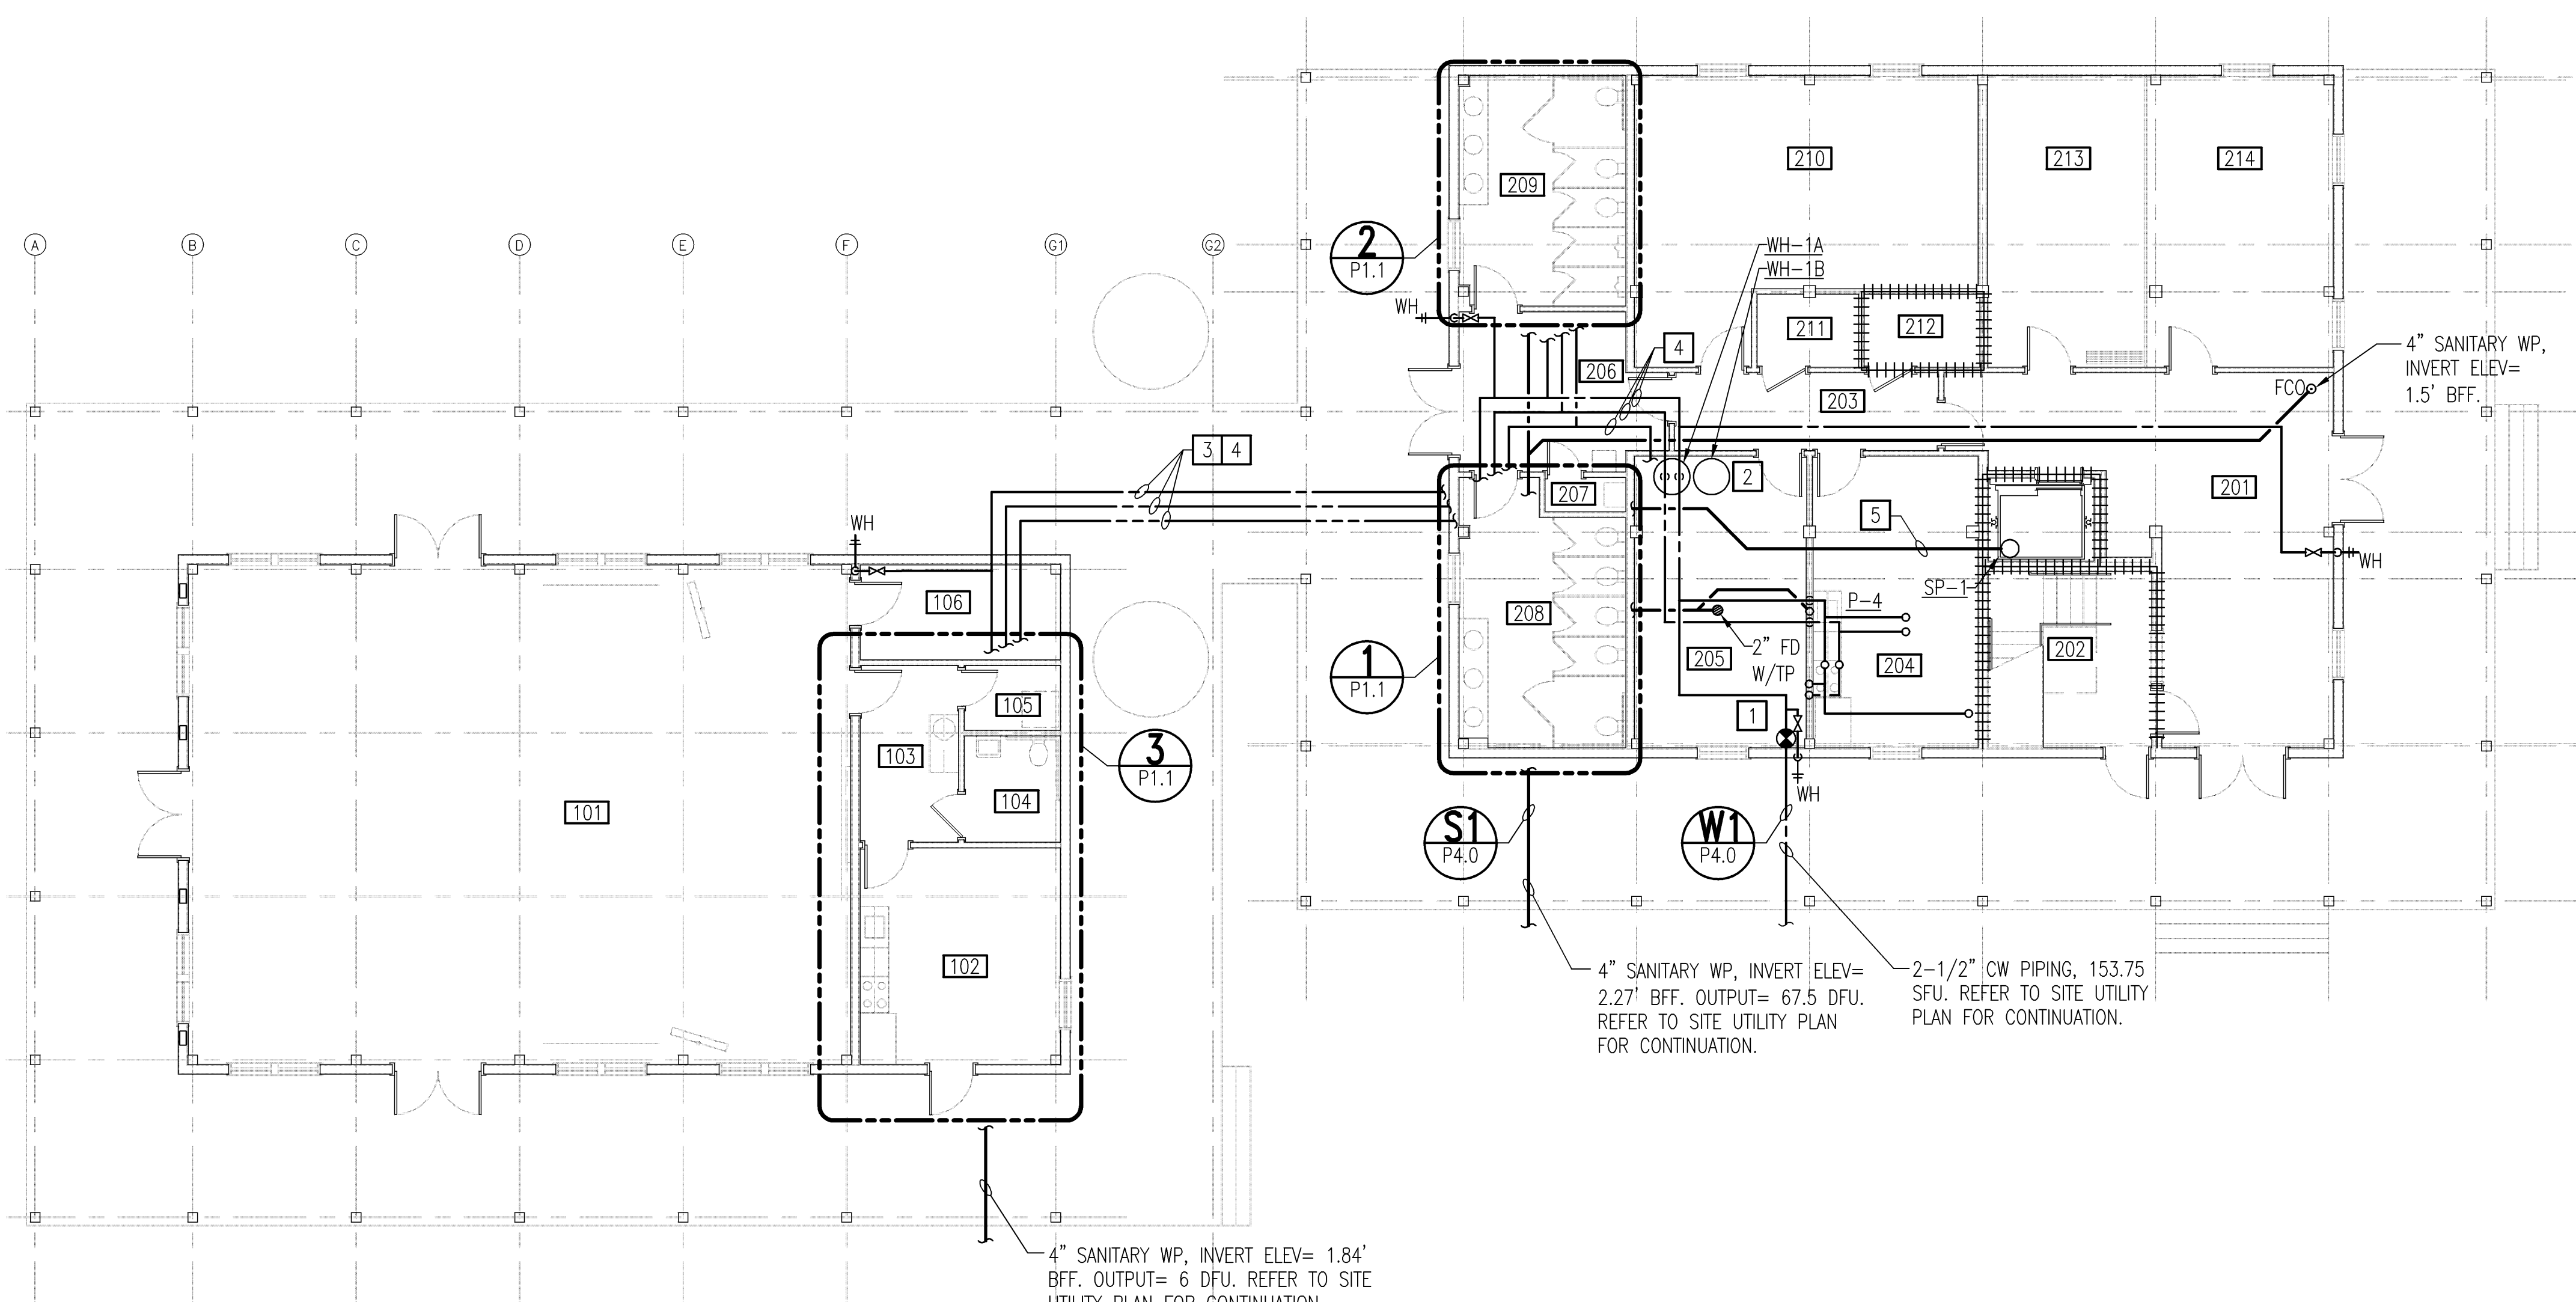 210
213
214
209
A
B
C
D
E
F
G1
G2
2
P1.1
WH-1A
WH-1B
WH
211
212
4
206
4" SANITARY WP,
INVERT ELEV=
1.5' BFF.
FCO
203
3 4
2
207
201
5
WH
WH
SP-1
P-4
106
208
2" FD
W/TP
205
204
202
1
P1.1
105
1
103
3
P1.1
104
WH
101
S1
P4.0
W1
P4.0
102
4" SANITARY WP, INVERT ELEV=
2.27' BFF. OUTPUT= 67.5 DFU.
REFER TO SITE UTILITY PLAN
FOR CONTINUATION.
2-1/2" CW PIPING, 153.75
SFU. REFER TO SITE UTILITY
PLAN FOR CONTINUATION.
4" SANITARY WP, INVERT ELEV= 1.84'
BFF. OUTPUT= 6 DFU. REFER TO SITE
UTILITY PLAN FOR CONTINUATION